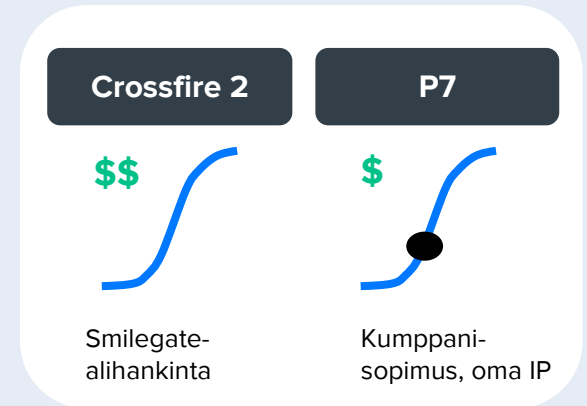 Crossfire 2
P7
$$
$
Smilegate-
alihankinta
Kumppani-
sopimus, oma IP